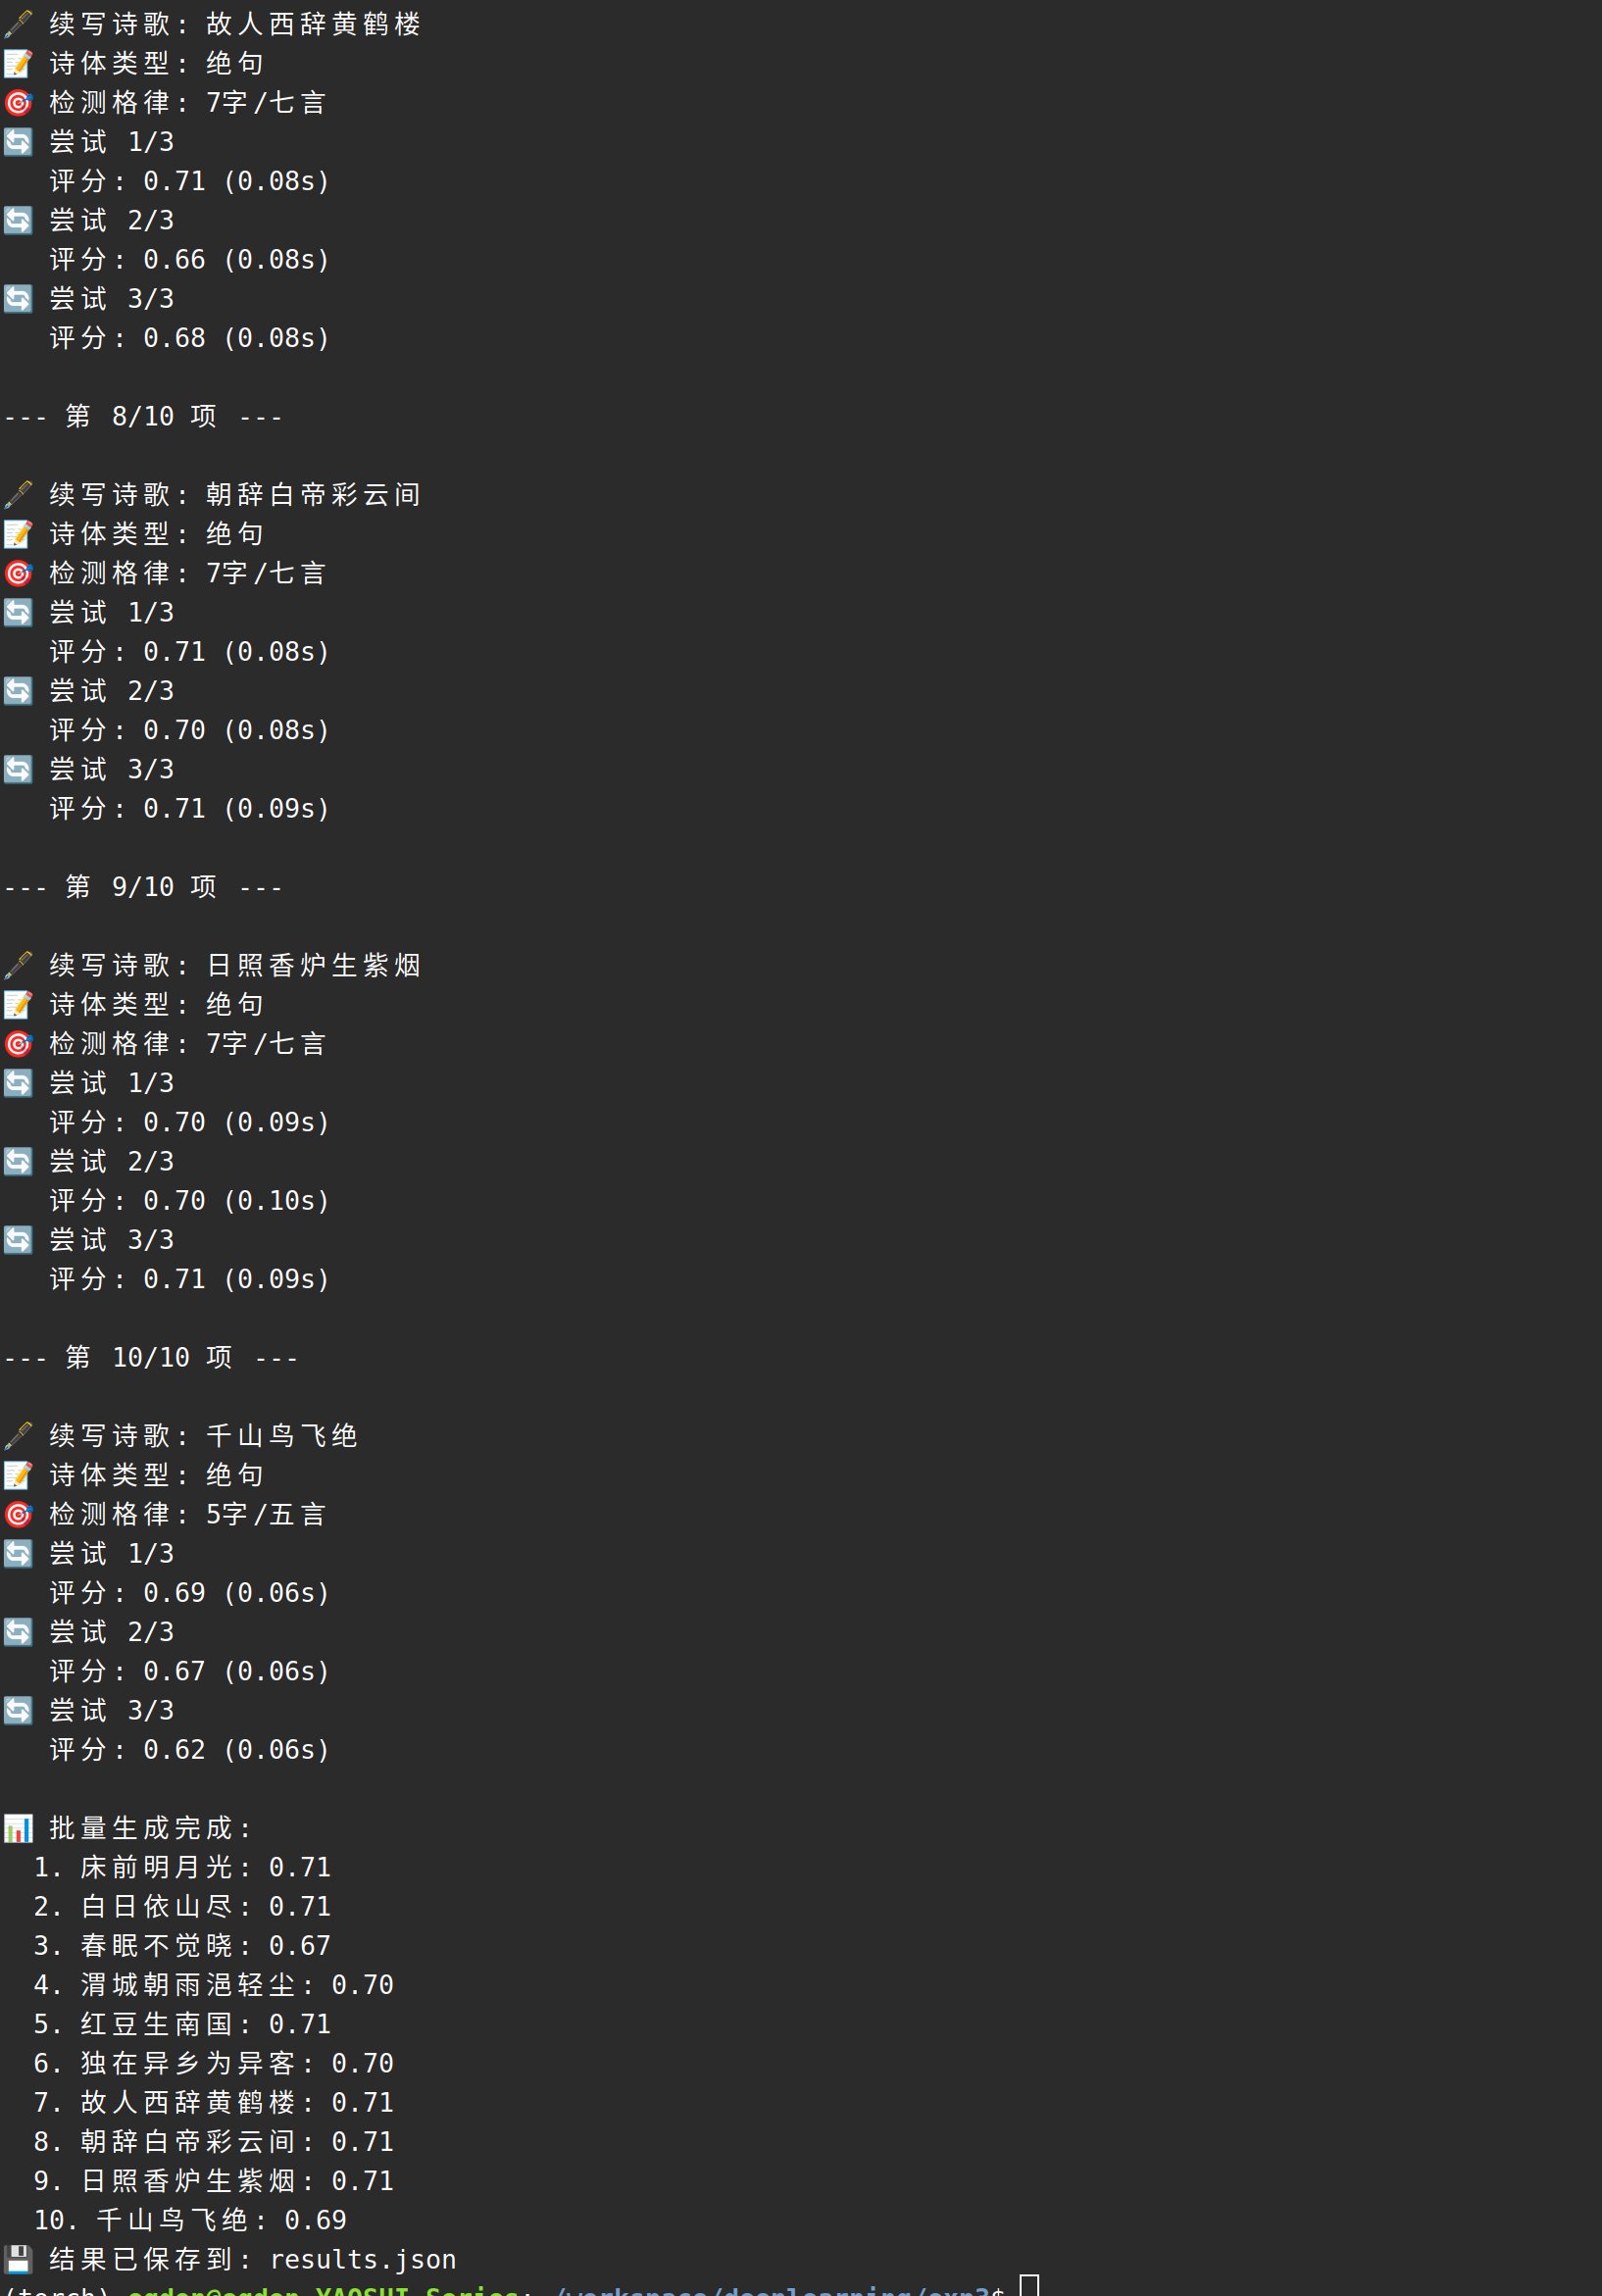 🖋️ 续写诗歌: 故人西辞黄鹤楼
📝 诗体类型: 绝句
🎯 检测格律: 7字/七言
🔄 尝试 1/3
评分: 0.71 (0.08s)
🔄 尝试 2/3
评分: 0.66 (0.08s)
🔄 尝试 3/3
评分: 0.68 (0.08s)
--- 第 8/10 项 ---
🖋️ 续写诗歌: 朝辞白帝彩云间
📝 诗体类型: 绝句
🎯 检测格律: 7字/七言
🔄 尝试 1/3
评分: 0.71 (0.08s)
🔄 尝试 2/3
评分: 0.70 (0.08s)
🔄 尝试 3/3
评分: 0.71 (0.09s)
--- 第 9/10 项 ---
🖋️ 续写诗歌: 日照香炉生紫烟
📝 诗体类型: 绝句
🎯 检测格律: 7字/七言
🔄 尝试 1/3
评分: 0.70 (0.09s)
🔄 尝试 2/3
评分: 0.70 (0.10s)
🔄 尝试 3/3
评分: 0.71 (0.09s)
--- 第 10/10 项 ---
🖋️ 续写诗歌: 千山鸟飞绝
📝 诗体类型: 绝句
🎯 检测格律: 5字/五言
🔄 尝试 1/3
评分: 0.69 (0.06s)
🔄 尝试 2/3
评分: 0.67 (0.06s)
🔄 尝试 3/3
评分: 0.62 (0.06s)
📊 批量生成完成:
1. 床前明月光: 0.71
2. 白日依山尽: 0.71
3. 春眠不觉晓: 0.67
4. 渭城朝雨浥轻尘: 0.70
5. 红豆生南国: 0.71
6. 独在异乡为异客: 0.70
7. 故人西辞黄鹤楼: 0.71
8. 朝辞白帝彩云间: 0.71
9. 日照香炉生紫烟: 0.71
10. 千山鸟飞绝: 0.69
💾 结果已保存到: results.json
(torch)